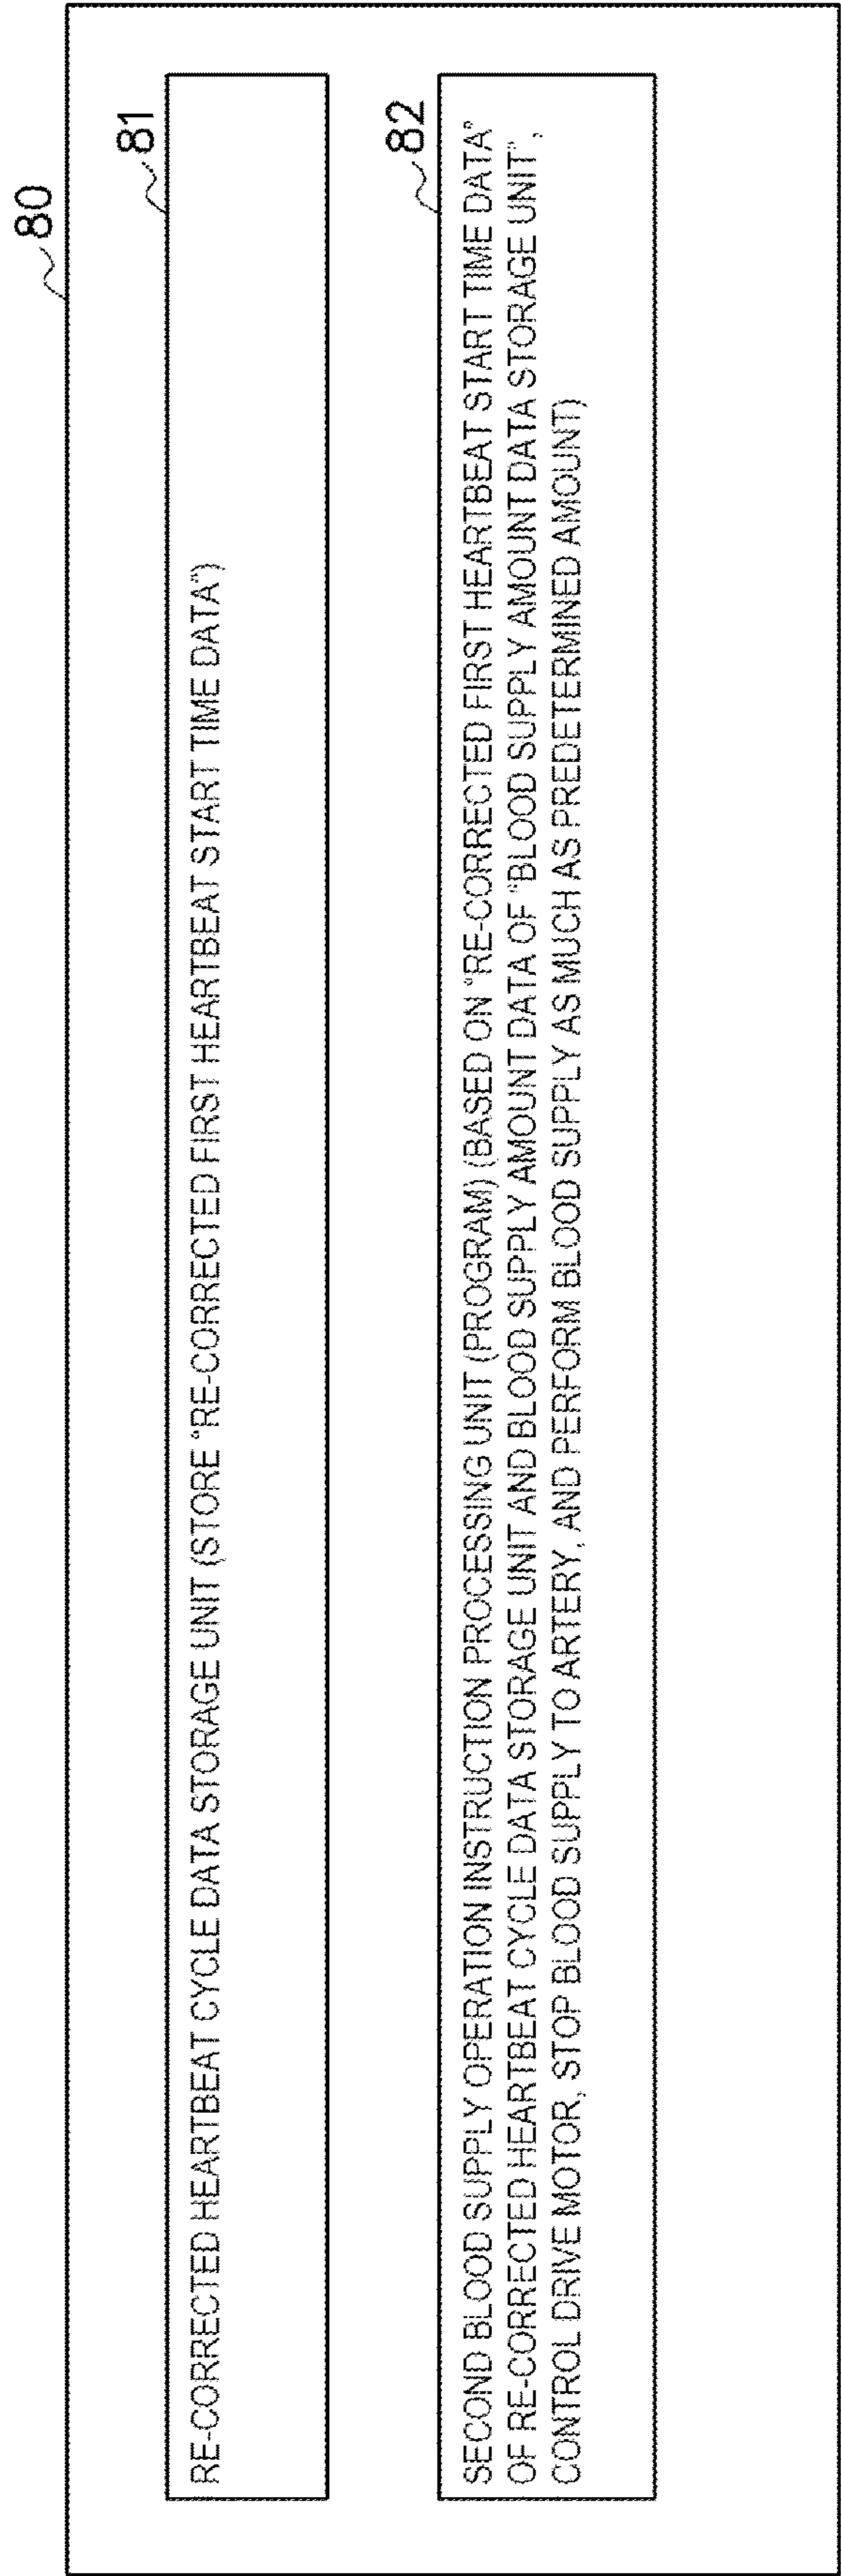 80
81
RE-CORRECTED HEARTBEAT CYCLE DATA STORAGE UNIT (STORE “RE-CORRECTED FIRST HEARTBEAT START TIME DATA”)
82
SECOND BLOOD SUPPLY OPERATION INSTRUCTION PROCESSING UNIT (PROGRAM) (BASED ON “RE-CORRECTED FIRST HEARTBEAT START TIME DATA”
OF RE-CORRECTED HEARTBEAT CYCLE DATA STORAGE UNIT AND BLOOD SUPPLY AMOUNT DATA OF “BLOOD SUPPLY AMOUNT DATA STORAGE UNIT”,
CONTROL DRIVE MOTOR, STOP BLOOD SUPPLY TO ARTERY, AND PERFORM BLOOD SUPPLY AS MUCH AS PREDETERMINED AMOUNT)